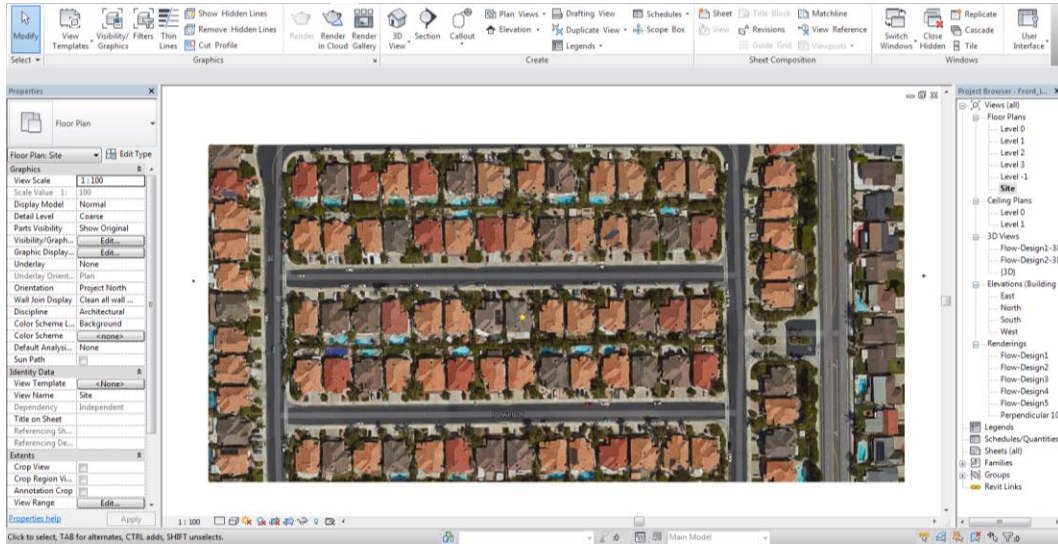 Modify
View Templates
Visibility/ Graphics
Filters
Thin Lines
Show Hidden Lines
Remove Hidden Lines
Cut Profile
Render
Render in Cloud
Render Gallery
3D View
Section
Callout
Plan Views
Elevation
Drafting View
Duplicate View
Legends
Schedules
Scope Box
Sheet
View
Title Block
Revisions
Guide Grid
Matchline
View Reference
Viewports
Switch Windows
Close Hidden
Replicate
Cascade
Tile
User Interface
Select
Graphics
Create
Sheet Composition
Windows
Properties
Floor Plan
Floor Plan: Site
Edit Type
Graphics
View Scale 1 : 100
Scale Value 1: 100
Display Model Normal
Detail Level Coarse
Parts Visibility Show Original
Visibility/Graph... Edit...
Graphic Display... Edit...
Underlay None
Underlay Orient... Plan
Orientation Project North
Wall Join Display Clean all wall ...
Discipline Architectural
Color Scheme L... Background
Color Scheme <none>
Default Analysi... None
Sun Path
Identity Data
View Template <None>
View Name Site
Dependency Independent
Title on Sheet
Referencing Sh...
Referencing De...
Extents
Crop View
Crop Region Vi...
Annotation Crop
View Range Edit...
Properties help
Apply
1 : 100
Click to select, TAB for alternates, CTRL adds, SHIFT unselects.
:0
Main Model
:0
Project Browser - Front_I...
Views (all)
Floor Plans
Level 0
Level 1
Level 2
Level 3
Level -1
Site
Ceiling Plans
Level 0
Level 1
3D Views
Flow-Design1-3
Flow-Design2-3
{3D}
Elevations (Building
East
North
South
West
Renderings
Flow-Design1
Flow-Design2
Flow-Design3
Flow-Design4
Flow-Design5
Perpendicular 10
Legends
Schedules/Quantities
Sheets (all)
Families
Groups
Revit Links